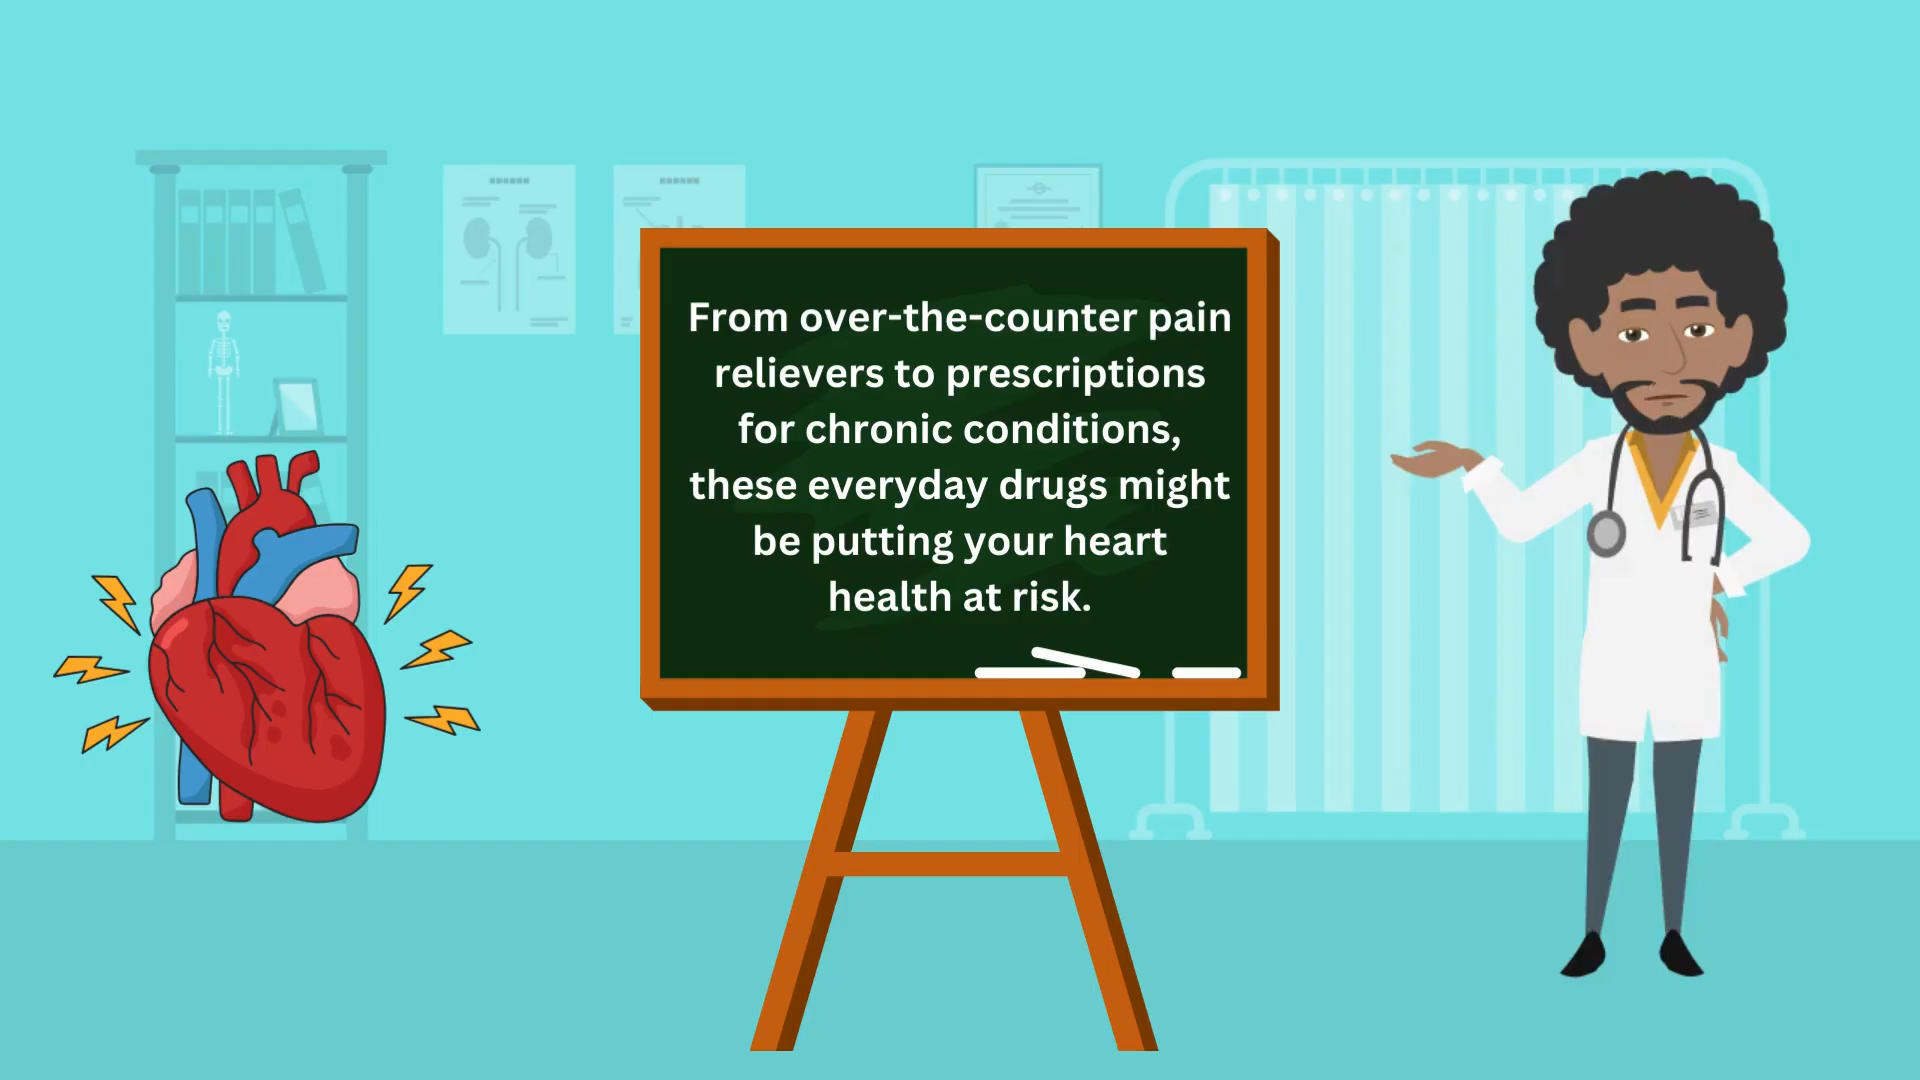 From over-the-counter pain
relievers to prescriptions
for chronic conditions,
these everyday drugs might
be putting your heart
health at risk.